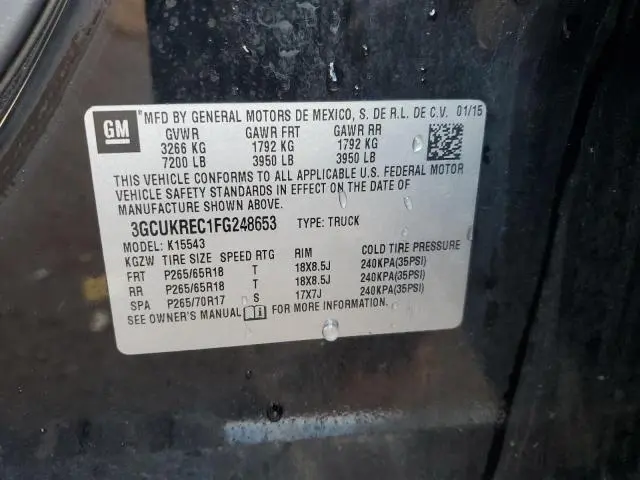 GM
*MFD BY GENERAL MOTORS DE MEXICO, S. DE R.L. DE C.V. 01/15
GVWR GAWR FRT GAWR RR
3266 KG 1792 KG 1792 KG
7200 LB 3950 LB 3950 LB
THIS VEHICLE CONFORMS TO ALL APPLICABLE U.S. FEDERAL MOTOR
VEHICLE SAFETY STANDARDS IN EFFECT ON THE DATE OF
MANUFACTURE SHOWN ABOVE.
3GCUKREC1FG248653 TYPE: TRUCK
MODEL: K15543
KGZW TIRE SIZE SPEED RTG RIM COLD TIRE PRESSURE
FRT P265/65R18 T 18X8.5J 240KPA(35PSI)
RR P265/65R18 T 18X8.5J 240KPA(35PSI)
SPA P265/70R17 S 17X7J 240KPA(35PSI)
SEE OWNER'S MANUAL FOR MORE INFORMATION.